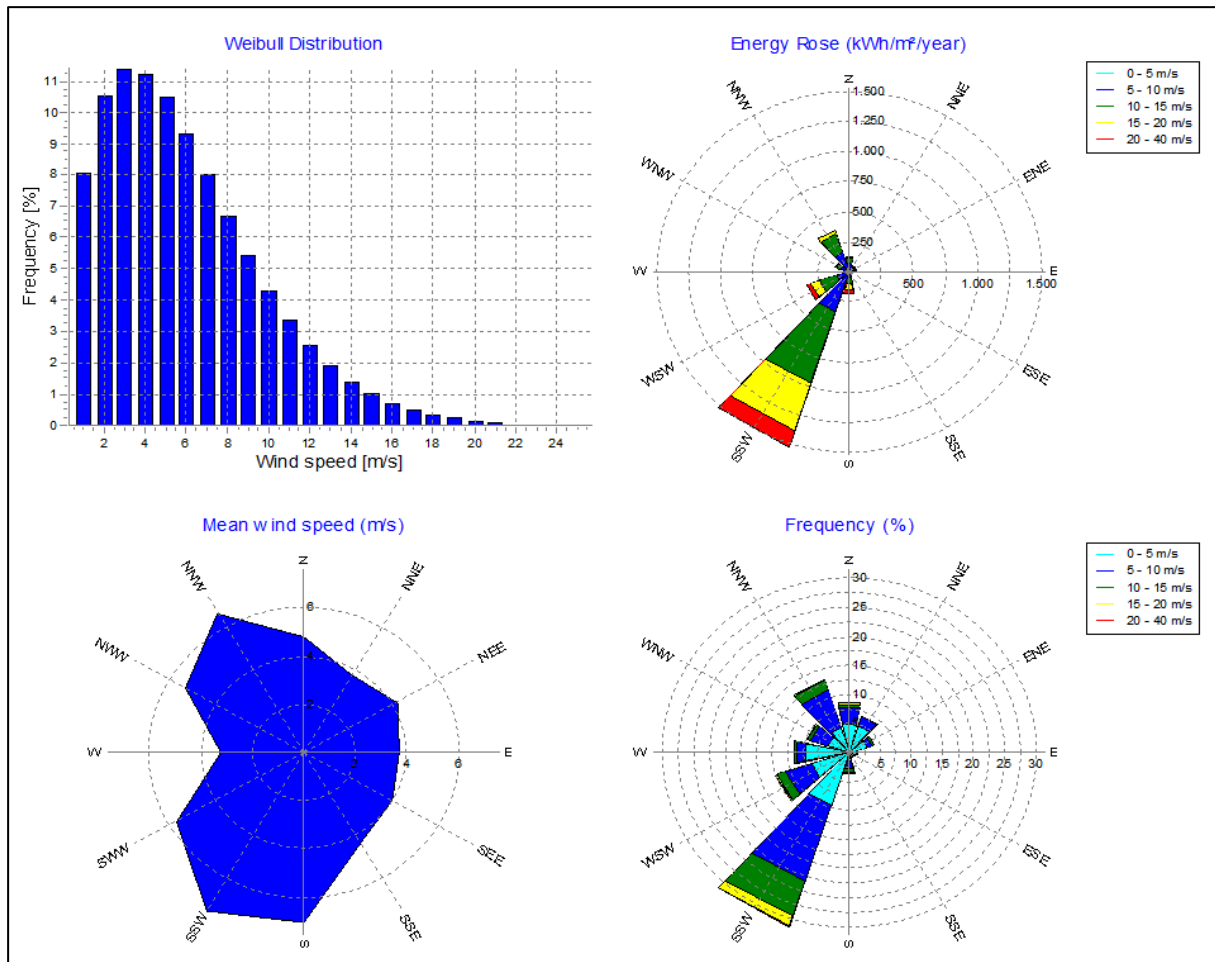 Weibull Distribution
Frequency [%]
11
10
9
8
7
6
5
4
3
2
1
0
2 4 6 8 10 12 14 16 18 20 22 24
Wind speed [m/s]
Energy Rose (kWh/m²/year)
N
NNE
ENE
E
ESE
SSE
S
SSW
WSW
W
WNW
NNW
1.500
1.250
1.000
750
500
250
500 1.000 1.500
0 - 5 m/s
5 - 10 m/s
10 - 15 m/s
15 - 20 m/s
20 - 40 m/s
Mean wind speed (m/s)
N
NNE
NEE
E
SEE
SSE
S
SSW
SWW
W
NWW
NNW
6
4
2
2 4 6
Frequency (%)
N
NNE
ENE
E
ESE
SSE
S
SSW
WSW
W
WNW
NNW
30
25
20
15
10
5 10 15 20 25 30
0 - 5 m/s
5 - 10 m/s
10 - 15 m/s
15 - 20 m/s
20 - 40 m/s